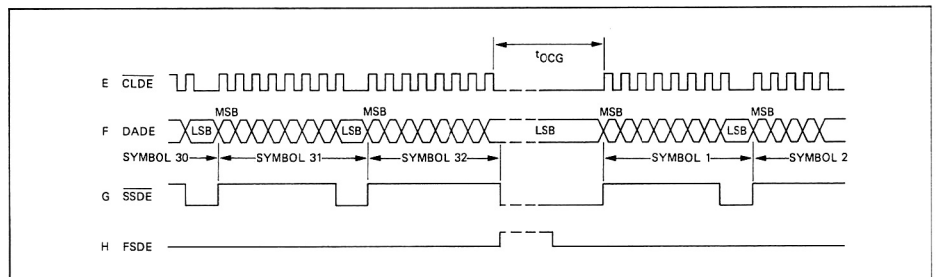 tOCG
E CLDE
MSB MSB MSB MSB
F DADE LSB LSB LSB LSB
SYMBOL 30 SYMBOL 31 SYMBOL 32 SYMBOL 1 SYMBOL 2
G SSDE
H FSDE